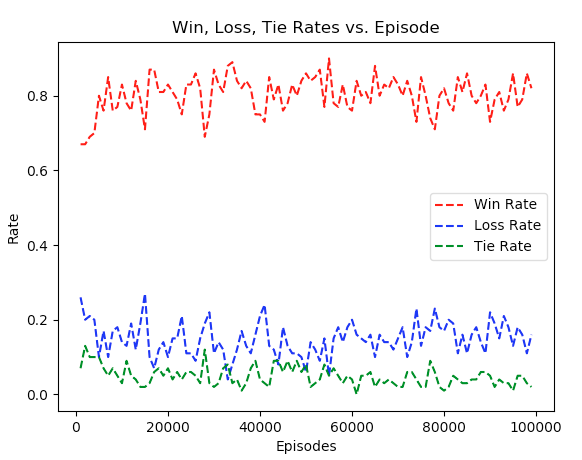 Win, Loss, Tie Rates vs. Episode
Rate
0.8
0.6
0.4
0.2
0.0
Win Rate
Loss Rate
Tie Rate
0 20000 40000 60000 80000 100000
Episodes